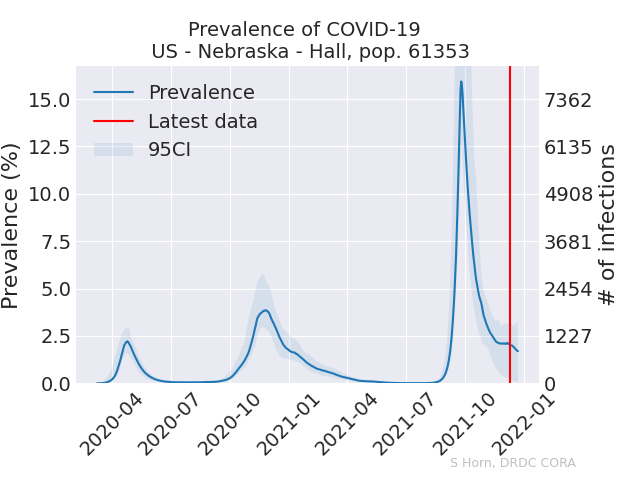 Prevalence of COVID-19
US - Nebraska - Hall, pop. 61353
Prevalence
Latest data
95CI
Prevalence (%)
15.0
12.5
10.0
7.5
5.0
2.5
0.0
7362
6135
4908
3681
2454
1227
0
# of infections
2020-04
2020-07
2020-10
2021-01
2021-04
2021-07
2021-10
2022-01
S Horn, DRDC CORA